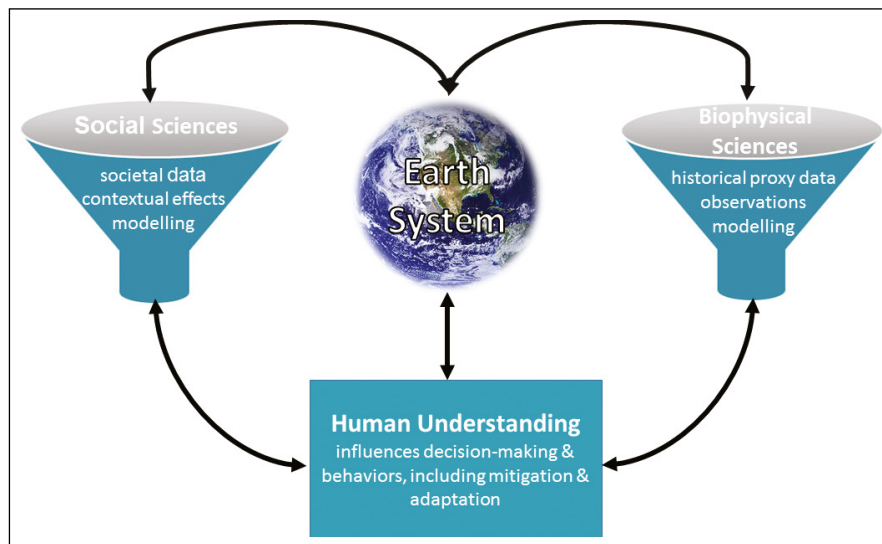 Social Sciences
societal data
contextual effects
modelling
Earth
System
Biophysical
Sciences
historical proxy data
observations
modelling
Human Understanding
influences decision-making &
behaviors, including mitigation &
adaptation